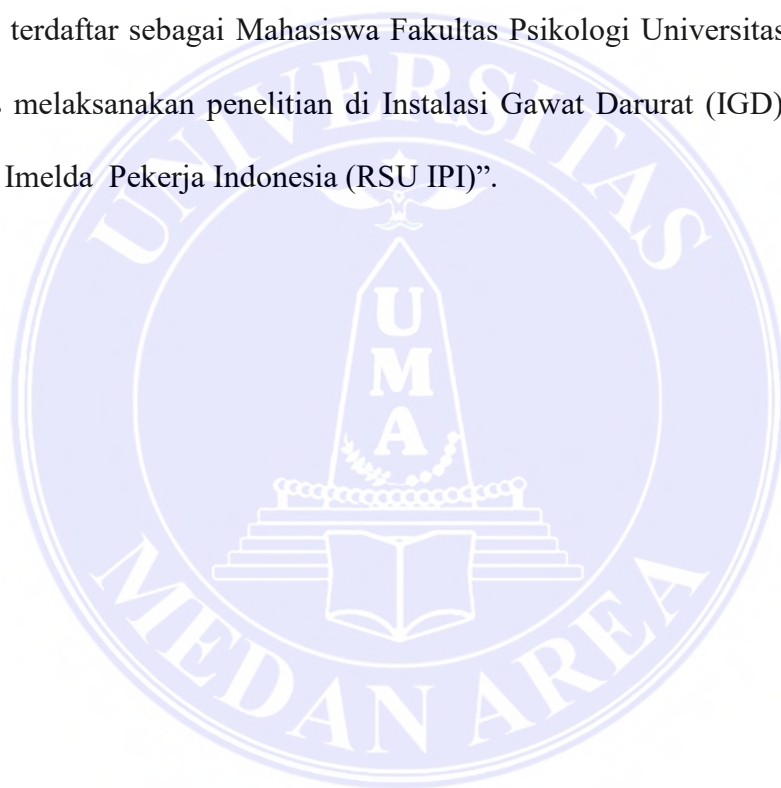 terdaftar sebagai Mahasiswa Fakultas Psikologi Universitas
melaksanakan penelitian di Instalasi Gawat Darurat (IGD)
Imelda Pekerja Indonesia (RSU IPI)”.
UNIVERSITAS
UMA
MEDAN AREA